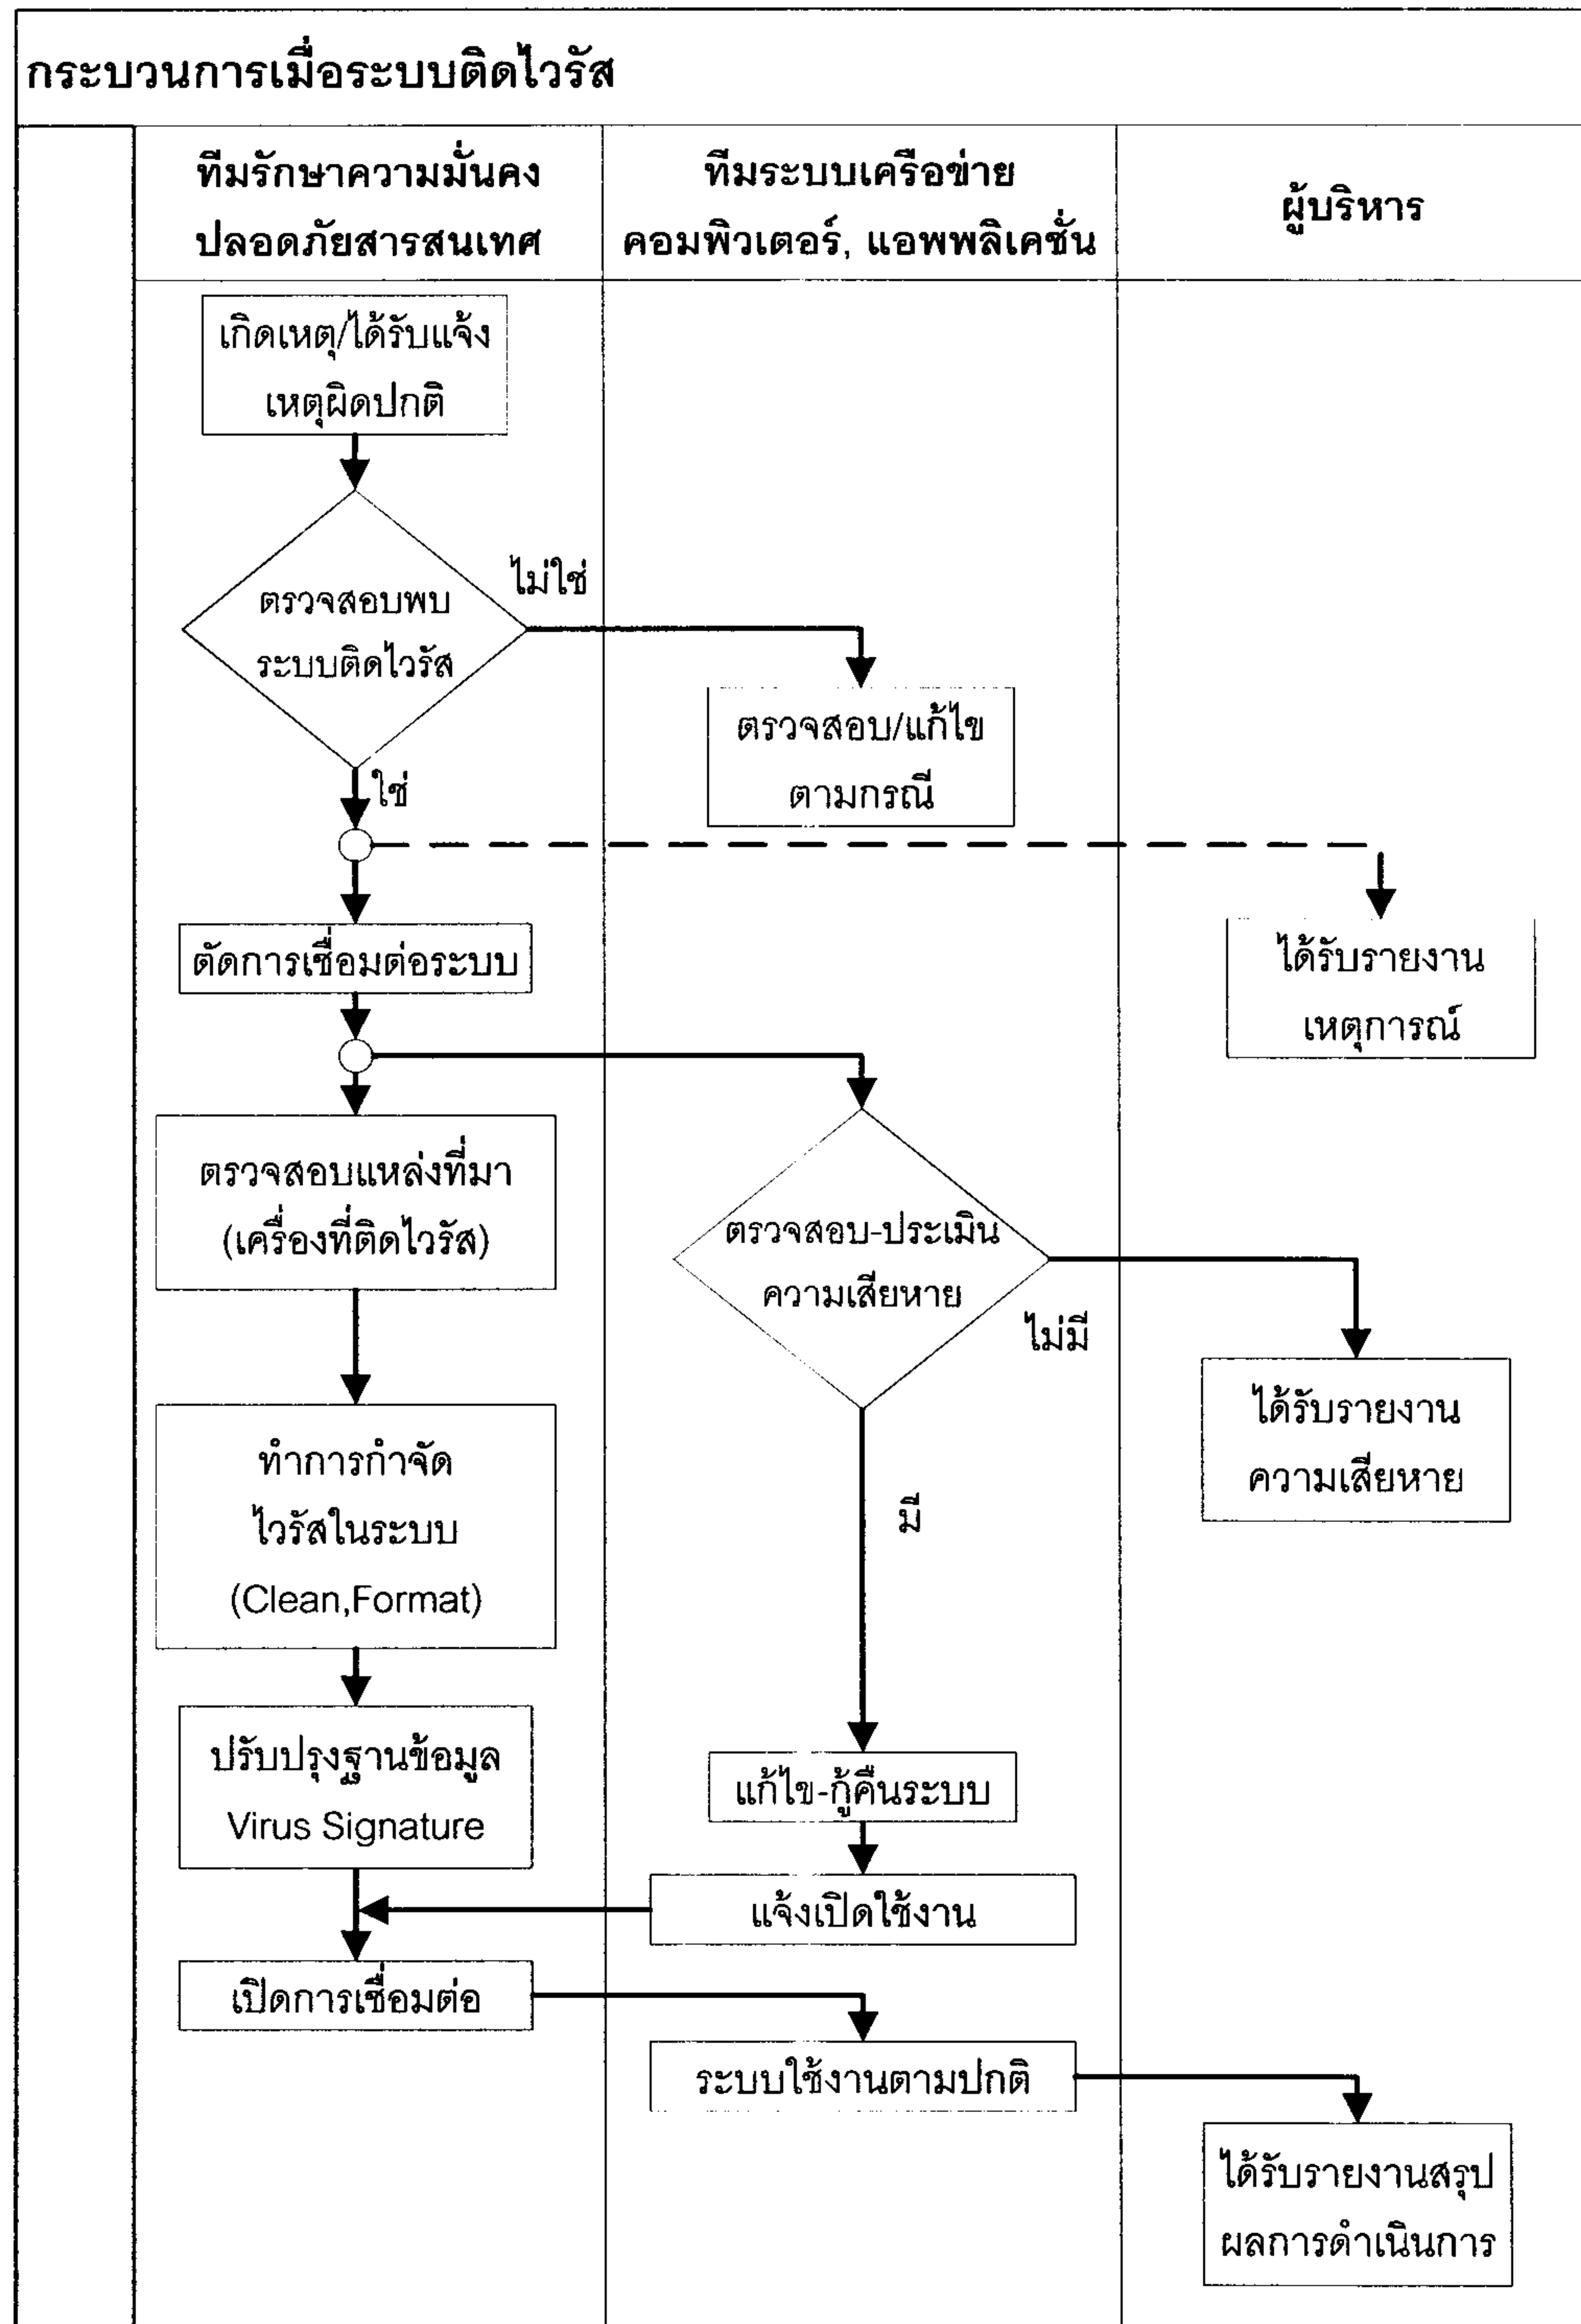 กระบวนการเมื่อระบบติดไวรัส
ทีมรักษาความมั่นคง
ปลอดภัยสารสนเทศ
ทีมระบบเครือข่าย
คอมพิวเตอร์, แอพพลิเคชั่น
ผู้บริหาร
เกิดเหตุ/ได้รับแจ้ง
เหตุผิดปกติ
ตรวจสอบพบ
ระบบติดไวรัส
ไม่ใช่
ตรวจสอบ/แก้ไข
ตามกรณี
ใช่
ตัดการเชื่อมต่อระบบ
ได้รับรายงาน
เหตุการณ์
ตรวจสอบแหล่งที่มา
(เครื่องที่ติดไวรัส)
ตรวจสอบ-ประเมิน
ความเสียหาย
ไม่มี
ได้รับรายงาน
ความเสียหาย
มี
ทำการกำจัด
ไวรัสในระบบ
(Clean,Format)
ปรับปรุงฐานข้อมูล
Virus Signature
แก้ไข-กู้คืนระบบ
แจ้งเปิดใช้งาน
เปิดการเชื่อมต่อ
ระบบใช้งานตามปกติ
ได้รับรายงานสรุป
ผลการดำเนินการ